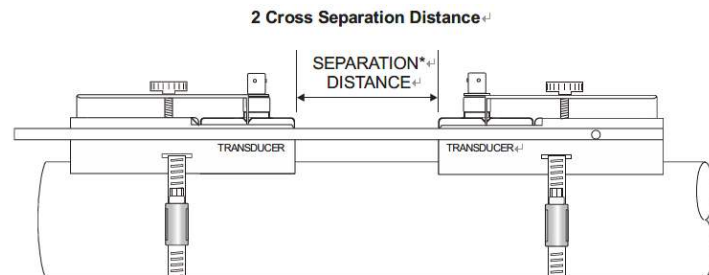 2 Cross Separation Distance↵
SEPARATION*↵
DISTANCE↵
TRANSDUCER
TRANSDUCER↵